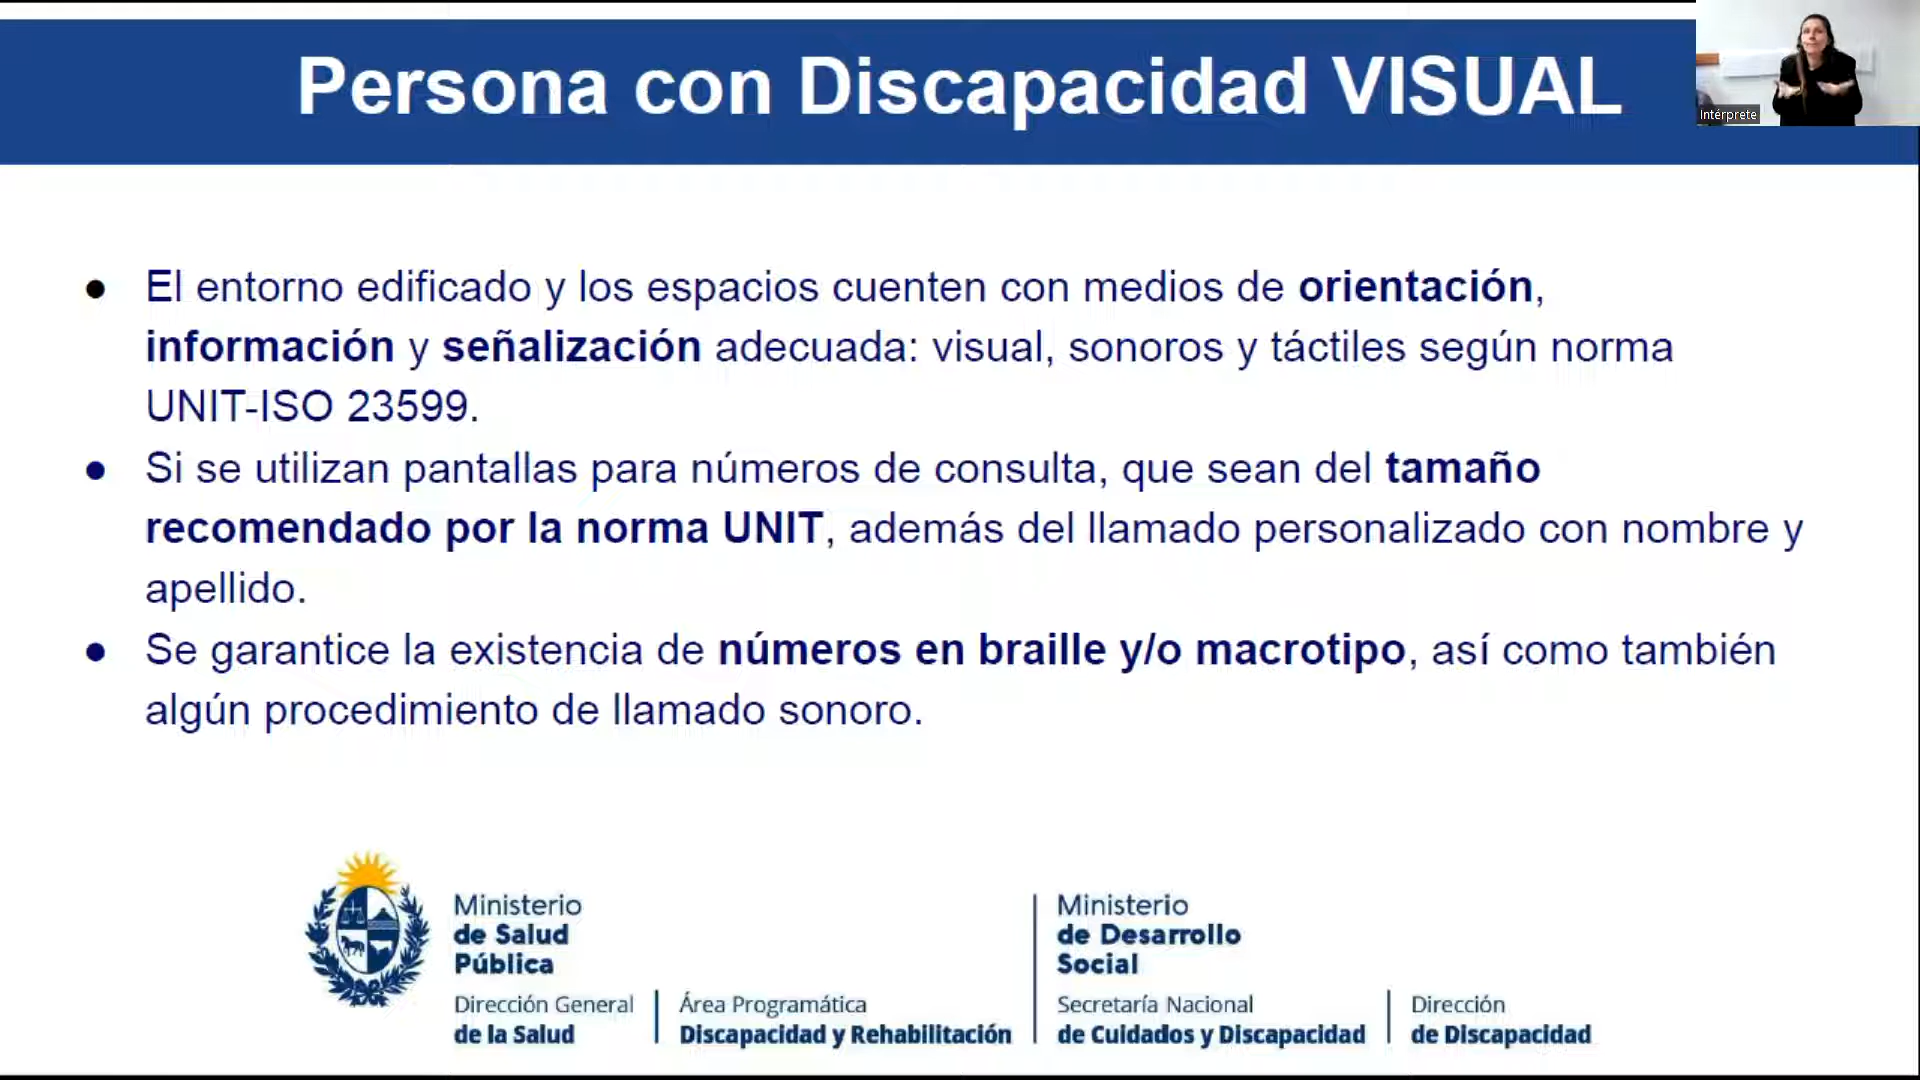 Persona con Discapacidad VISUAL
Intérprete
● El entorno edificado y los espacios cuenten con medios de orientación,
información y señalización adecuada: visual, sonoros y táctiles según norma
UNIT-ISO 23599.
● Si se utilizan pantallas para números de consulta, que sean del tamaño
recomendado por la norma UNIT, además del llamado personalizado con nombre y
apellido.
● Se garantice la existencia de números en braille y/o macrotipo, así como también
algún procedimiento de llamado sonoro.
Ministerio
de Salud
Pública
Dirección General
de la Salud
Área Programática
Discapacidad y Rehabilitación
Ministerio
de Desarrollo
Social
Secretaría Nacional
de Cuidados y Discapacidad
Dirección
de Discapacidad